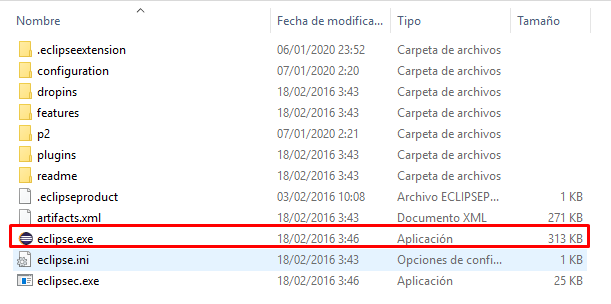 Nombre Fecha de modifica... Tipo Tamaño
.eclipseextension 06/01/2020 23:52 Carpeta de archivos
configuration 07/01/2020 2:20 Carpeta de archivos
dropins 18/02/2016 3:43 Carpeta de archivos
features 18/02/2016 3:43 Carpeta de archivos
p2 07/01/2020 2:21 Carpeta de archivos
plugins 18/02/2016 3:43 Carpeta de archivos
readme 18/02/2016 3:43 Carpeta de archivos
.eclipseproduct 03/02/2016 10:08 Archivo ECLIPSEP... 1 KB
artifacts.xml 18/02/2016 3:43 Documento XML 271 KB
eclipse.exe 18/02/2016 3:46 Aplicación 313 KB
eclipse.ini 18/02/2016 3:43 Opciones de confi... 1 KB
eclipsec.exe 18/02/2016 3:46 Aplicación 25 KB